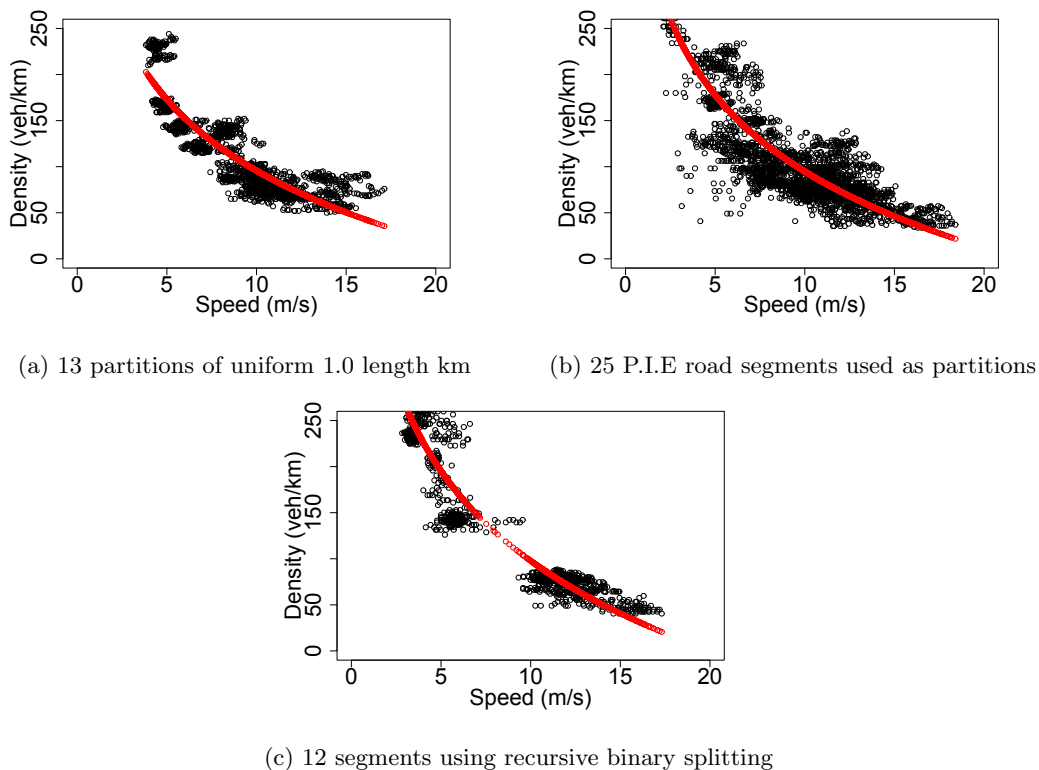 250
150
50
0
Density (veh/km)
0 5 10 15 20
Speed (m/s)
(a) 13 partitions of uniform 1.0 length km
250
150
50
0
Density (veh/km)
0 5 10 15 20
Speed (m/s)
(b) 25 P.I.E road segments used as partitions
250
150
50
0
Density (veh/km)
0 5 10 15 20
Speed (m/s)
(c) 12 segments using recursive binary splitting